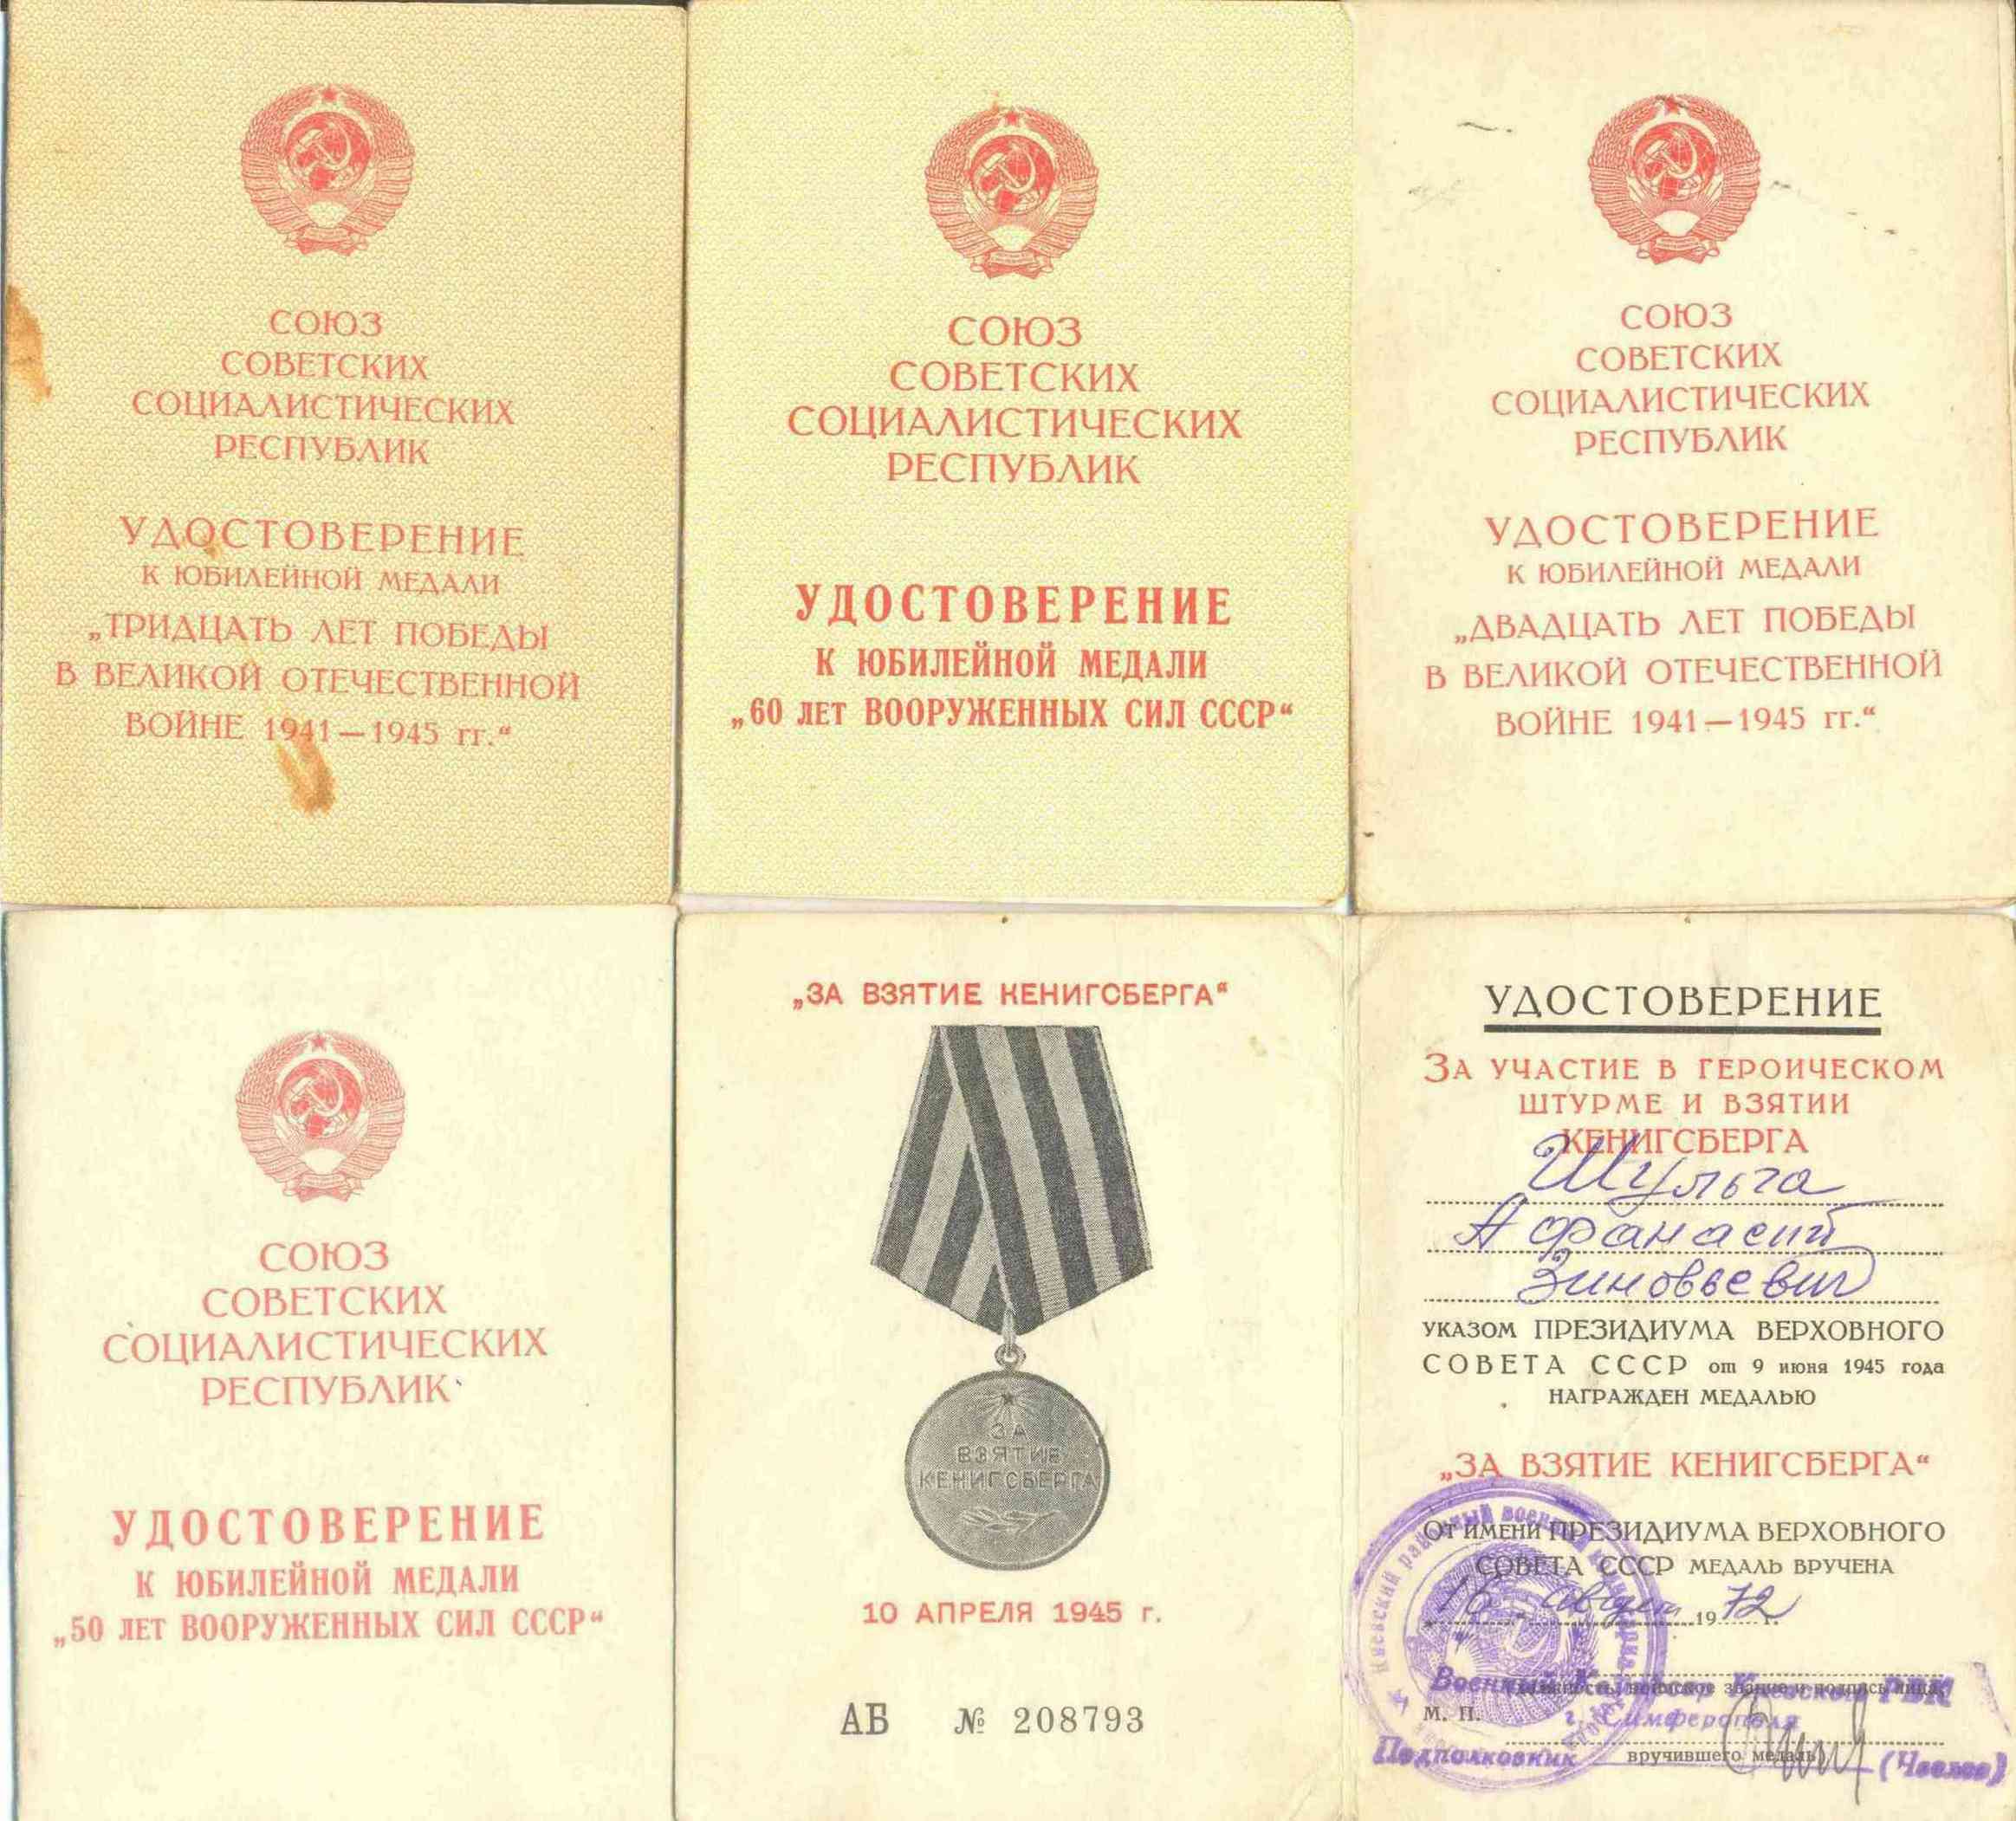 СОЮЗ
СОВЕТСКИХ
СОЦИАЛИСТИЧЕСКИХ
РЕСПУБЛИК
УДОСТОВЕРЕНИЕ
К ЮБИЛЕЙНОЙ МЕДАЛИ
„ТРИДЦАТЬ ЛЕТ ПОБЕДЫ
В ВЕЛИКОЙ ОТЕЧЕСТВЕННОЙ
ВОЙНЕ 1941—1945 гг.“
СОЮЗ
СОВЕТСКИХ
СОЦИАЛИСТИЧЕСКИХ
РЕСПУБЛИК
УДОСТОВЕРЕНИЕ
К ЮБИЛЕЙНОЙ МЕДАЛИ
„60 ЛЕТ ВООРУЖЕННЫХ СИЛ СССР“
СОЮЗ
СОВЕТСКИХ
СОЦИАЛИСТИЧЕСКИХ
РЕСПУБЛИК
УДОСТОВЕРЕНИЕ
К ЮБИЛЕЙНОЙ МЕДАЛИ
„ДВАДЦАТЬ ЛЕТ ПОБЕДЫ
В ВЕЛИКОЙ ОТЕЧЕСТВЕННОЙ
ВОЙНЕ 1941—1945 гг.“
СОЮЗ
СОВЕТСКИХ
СОЦИАЛИСТИЧЕСКИХ
РЕСПУБЛИК
УДОСТОВЕРЕНИЕ
К ЮБИЛЕЙНОЙ МЕДАЛИ
„50 ЛЕТ ВООРУЖЕННЫХ СИЛ СССР“
„ЗА ВЗЯТИЕ КЕНИГСБЕРГА“
ЗА
ВЗЯТИЕ
КЕНИГСБЕРГА
10 АПРЕЛЯ 1945 г.
АБ № 208793
УДОСТОВЕРЕНИЕ
ЗА УЧАСТИЕ В ГЕРОИЧЕСКОМ
ШТУРМЕ И ВЗЯТИИ
КЕНИГСБЕРГА
Шульга
Афанасий
Зиновьевич
УКАЗОМ ПРЕЗИДИУМА ВЕРХОВНОГО
СОВЕТА СССР от 9 июня 1945 года
НАГРАЖДЕН МЕДАЛЬЮ
„ЗА ВЗЯТИЕ КЕНИГСБЕРГА“
ОТ ИМЕНИ ПРЕЗИДИУМА ВЕРХОВНОГО
СОВЕТА СССР МЕДАЛЬ ВРУЧЕНА
„16“ 1972 г.
Военный РВК
М. П. г. Симферополя
Подполковник вручившего медаль)